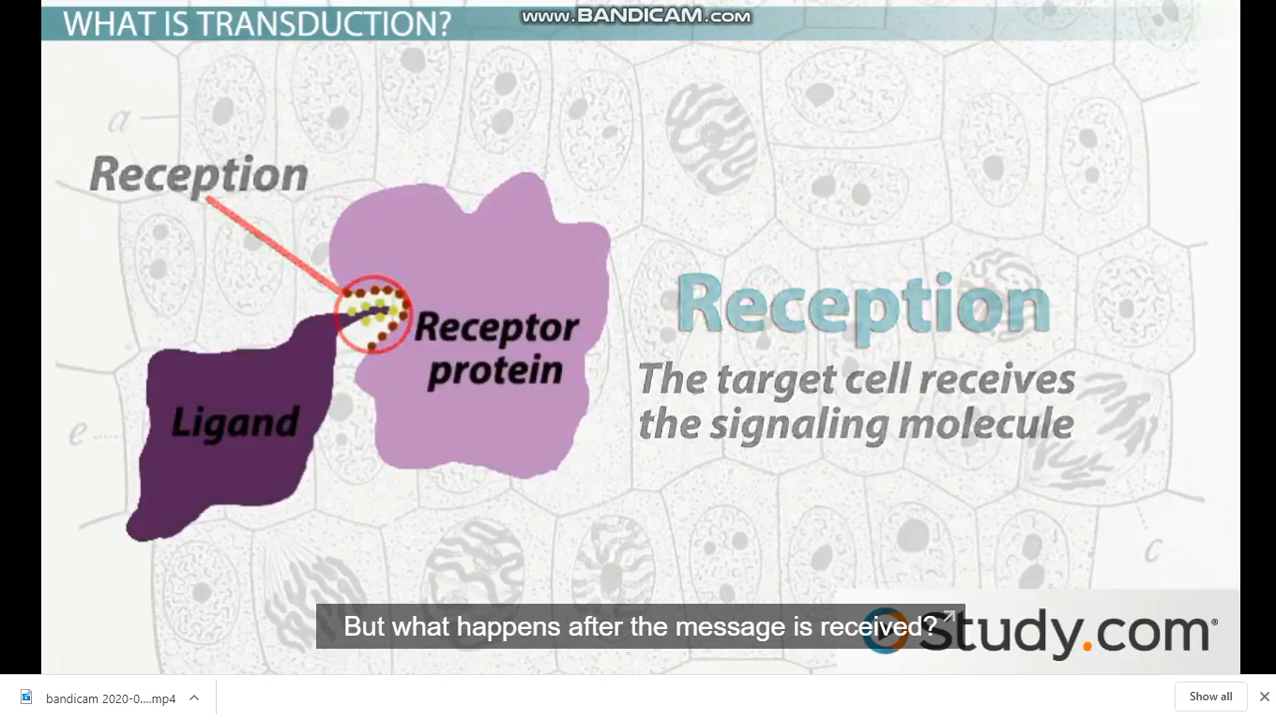 WHAT IS TRANSDUCTION?
www.BANDICAM.com
a
Reception
Receptor
protein
Ligand
Reception
The target cell receives
the signaling molecule
e
c
But what happens after the message is received?
study.com®
bandicam 2020-0....mp4
Show all